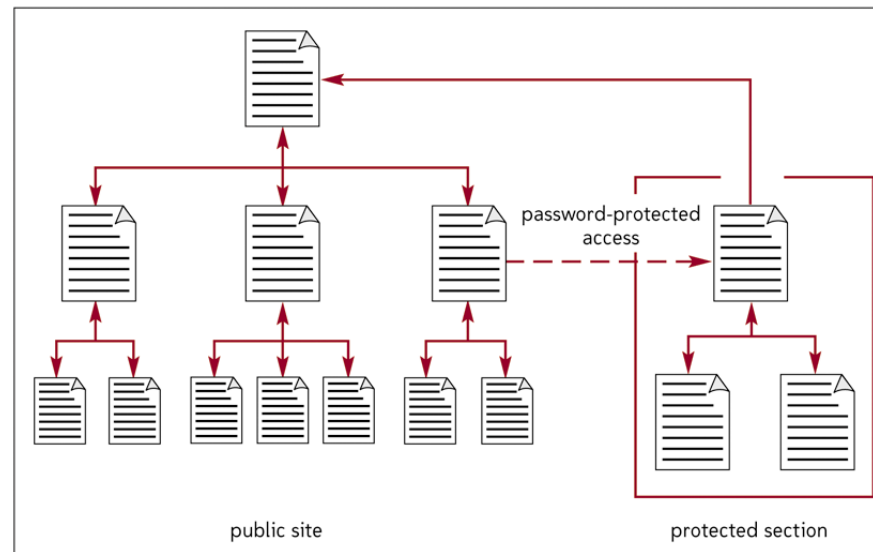 password-protected
access
public site
protected section